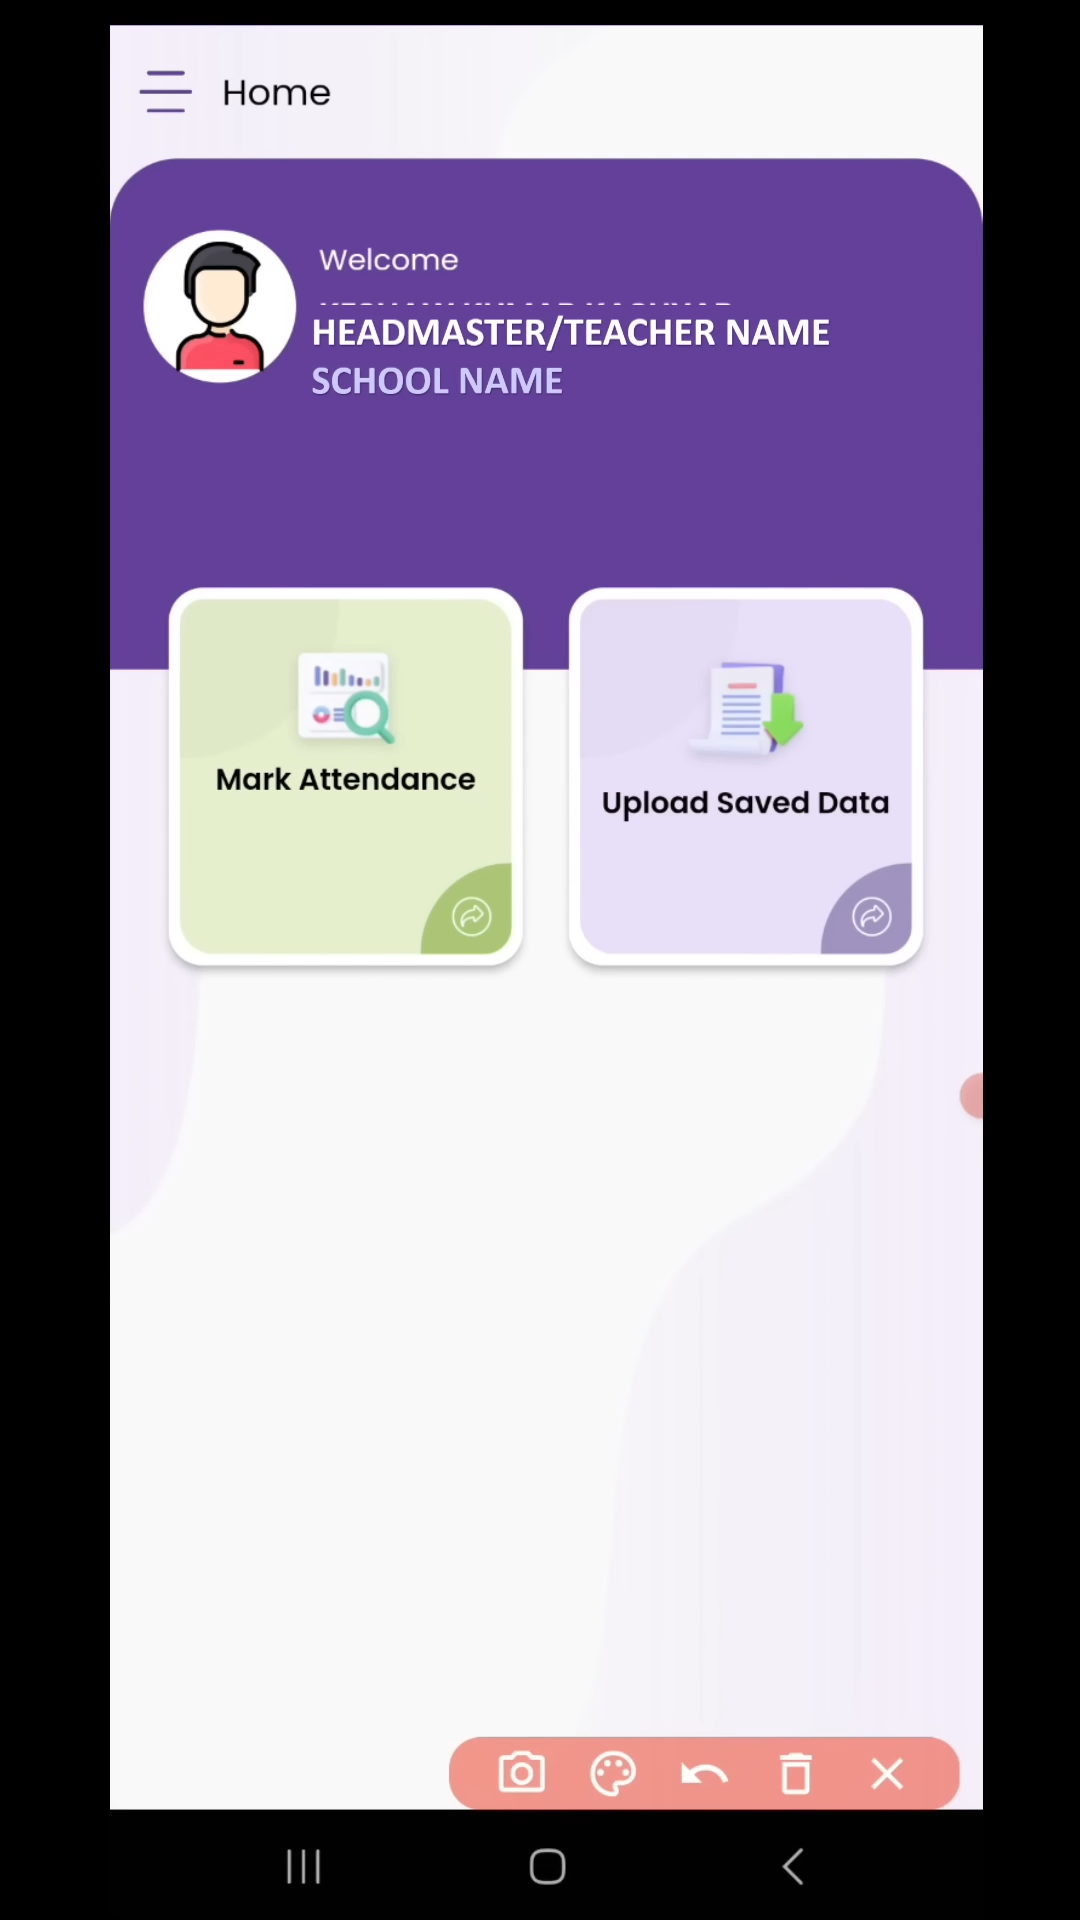 Home
Welcome
HEADMASTER/TEACHER NAME
SCHOOL NAME
Mark Attendance
Upload Saved Data